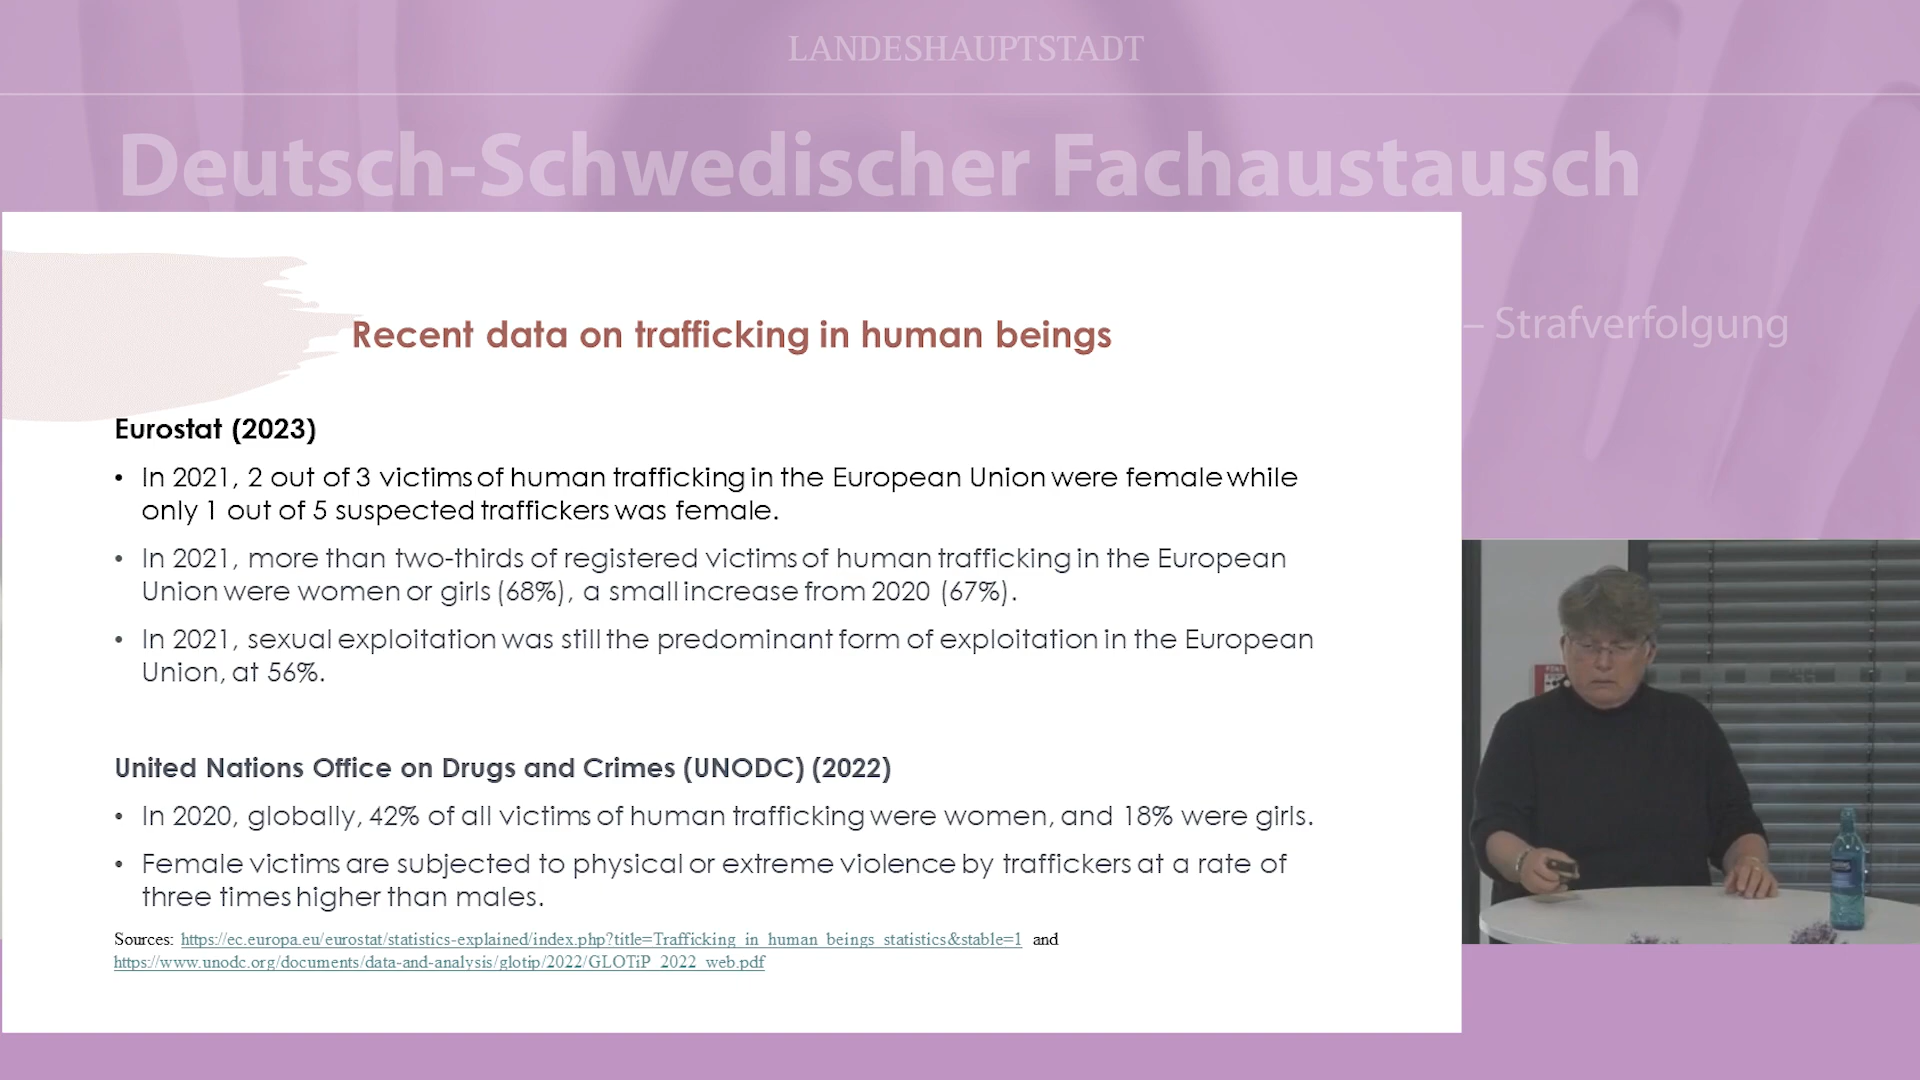 LANDESHAUPTSTADT
Deutsch-Schwedischer Fachaustausch
– Strafverfolgung
Recent data on trafficking in human beings
Eurostat (2023)
• In 2021, 2 out of 3 victims of human trafficking in the European Union were female while
only 1 out of 5 suspected traffickers was female.
• In 2021, more than two-thirds of registered victims of human trafficking in the European
Union were women or girls (68%), a small increase from 2020 (67%).
• In 2021, sexual exploitation was still the predominant form of exploitation in the European
Union, at 56%.
United Nations Office on Drugs and Crimes (UNODC) (2022)
• In 2020, globally, 42% of all victims of human trafficking were women, and 18% were girls.
• Female victims are subjected to physical or extreme violence by traffickers at a rate of
three times higher than males.
Sources: https://ec.europa.eu/eurostat/statistics-explained/index.php?title=Trafficking_in_human_beings_statistics&stable=1 and
https://www.unodc.org/documents/data-and-analysis/glotip/2022/GLOTiP_2022_web.pdf